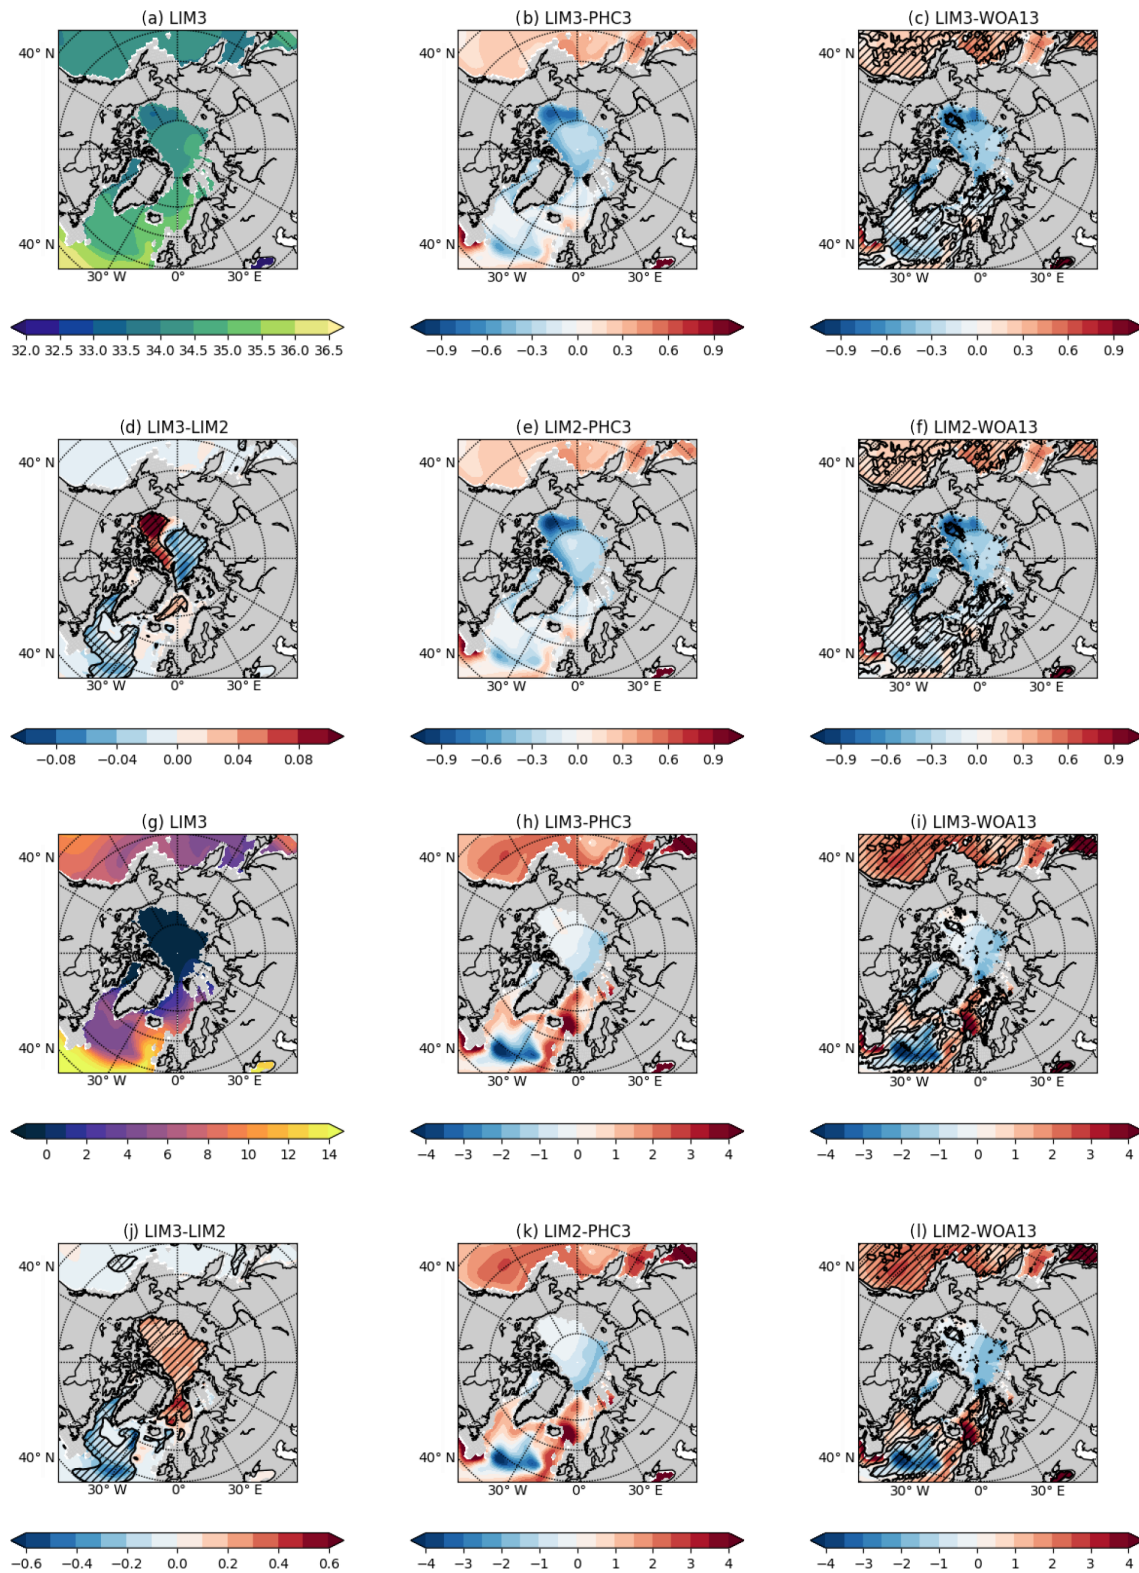 (a) LIM3 (b) LIM3-PHC3 (c) LIM3-WOA13
40° N 40° N 40° N
40° N 40° N 40° N
30° W 0° 30° E 30° W 0° 30° E 30° W 0° 30° E
32.0 32.5 33.0 33.5 34.0 34.5 35.0 35.5 36.0 36.5 −0.9 −0.6 −0.3 0.0 0.3 0.6 0.9 −0.9 −0.6 −0.3 0.0 0.3 0.6 0.9
(d) LIM3-LIM2 (e) LIM2-PHC3 (f) LIM2-WOA13
40° N 40° N 40° N
40° N 40° N 40° N
30° W 0° 30° E 30° W 0° 30° E 30° W 0° 30° E
−0.08 −0.04 0.00 0.04 0.08 −0.9 −0.6 −0.3 0.0 0.3 0.6 0.9 −0.9 −0.6 −0.3 0.0 0.3 0.6 0.9
(g) LIM3 (h) LIM3-PHC3 (i) LIM3-WOA13
40° N 40° N 40° N
40° N 40° N 40° N
30° W 0° 30° E 30° W 0° 30° E 30° W 0° 30° E
0 2 4 6 8 10 12 14 −4 −3 −2 −1 0 1 2 3 4 −4 −3 −2 −1 0 1 2 3 4
(j) LIM3-LIM2 (k) LIM2-PHC3 (l) LIM2-WOA13
40° N 40° N 40° N
40° N 40° N 40° N
30° W 0° 30° E 30° W 0° 30° E 30° W 0° 30° E
−0.6 −0.4 −0.2 0.0 0.2 0.4 0.6 −4 −3 −2 −1 0 1 2 3 4 −4 −3 −2 −1 0 1 2 3 4